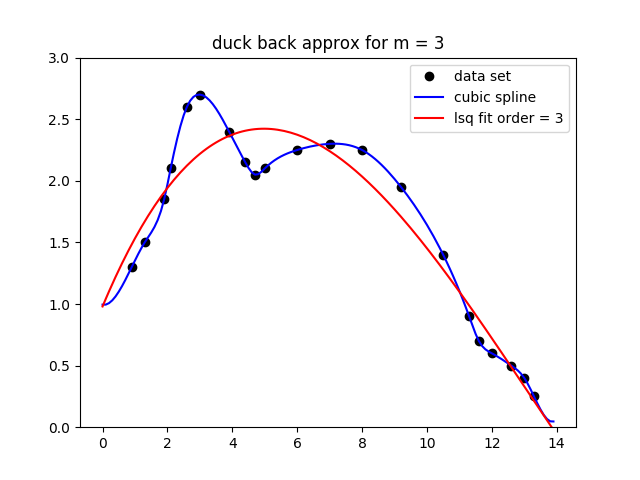 duck back approx for m = 3
data set
cubic spline
lsq fit order = 3
3.0
2.5
2.0
1.5
1.0
0.5
0.0
0 2 4 6 8 10 12 14